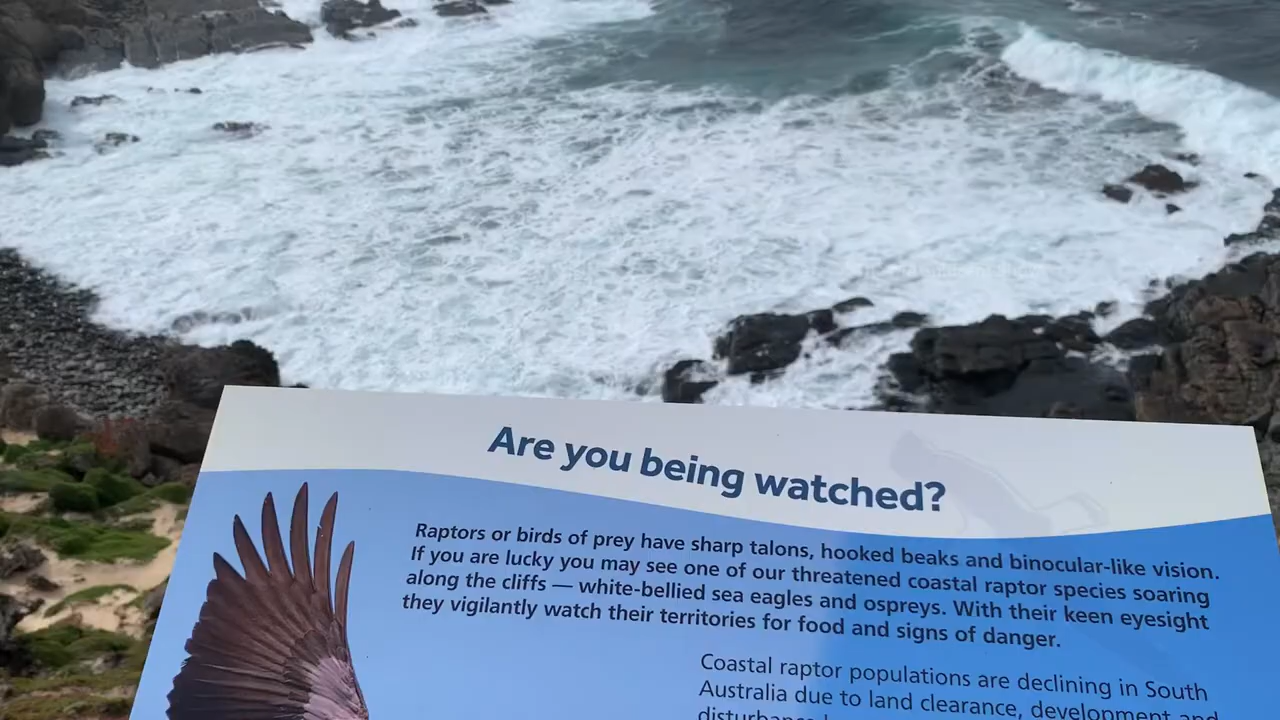 Are you being watched?
Raptors or birds of prey have sharp talons, hooked beaks and binocular-like vision.
If you are lucky you may see one of our threatened coastal raptor species soaring
along the cliffs — white-bellied sea eagles and ospreys. With their keen eyesight
they vigilantly watch their territories for food and signs of danger.
Coastal raptor populations are declining in South
Australia due to land clearance, development and